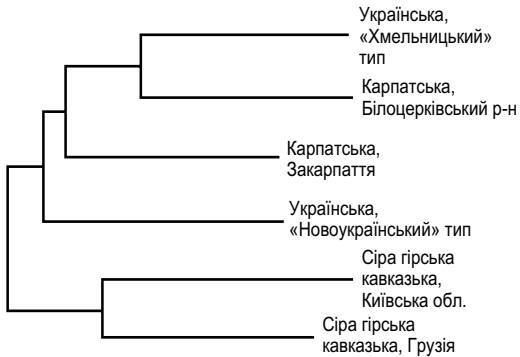 Українська,
«Хмельницький»
тип
Карпатська,
Білоцерківський р-н
Карпатська,
Закарпаття
Українська,
«Новоукраїнський» тип
Сіра гірська
кавказька,
Київська обл.
Сіра гірська
кавказька, Грузія